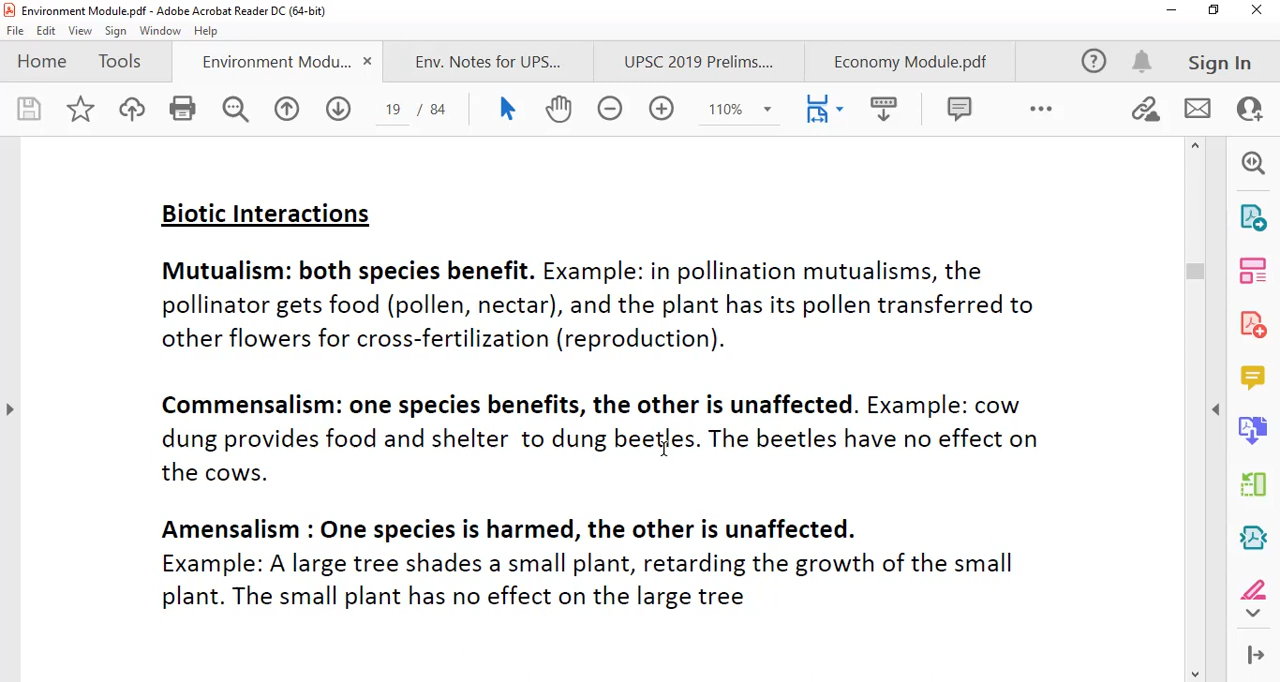 Environment Module.pdf - Adobe Acrobat Reader DC (64-bit)
File Edit View Sign Window Help
Home Tools Environment Modu... × Env. Notes for UPS... UPSC 2019 Prelims.... Economy Module.pdf ? Sign In
19 / 84 110%
Biotic Interactions
Mutualism: both species benefit. Example: in pollination mutualisms, the
pollinator gets food (pollen, nectar), and the plant has its pollen transferred to
other flowers for cross-fertilization (reproduction).
Commensalism: one species benefits, the other is unaffected. Example: cow
dung provides food and shelter to dung beetles. The beetles have no effect on
the cows.
Amensalism : One species is harmed, the other is unaffected.
Example: A large tree shades a small plant, retarding the growth of the small
plant. The small plant has no effect on the large tree